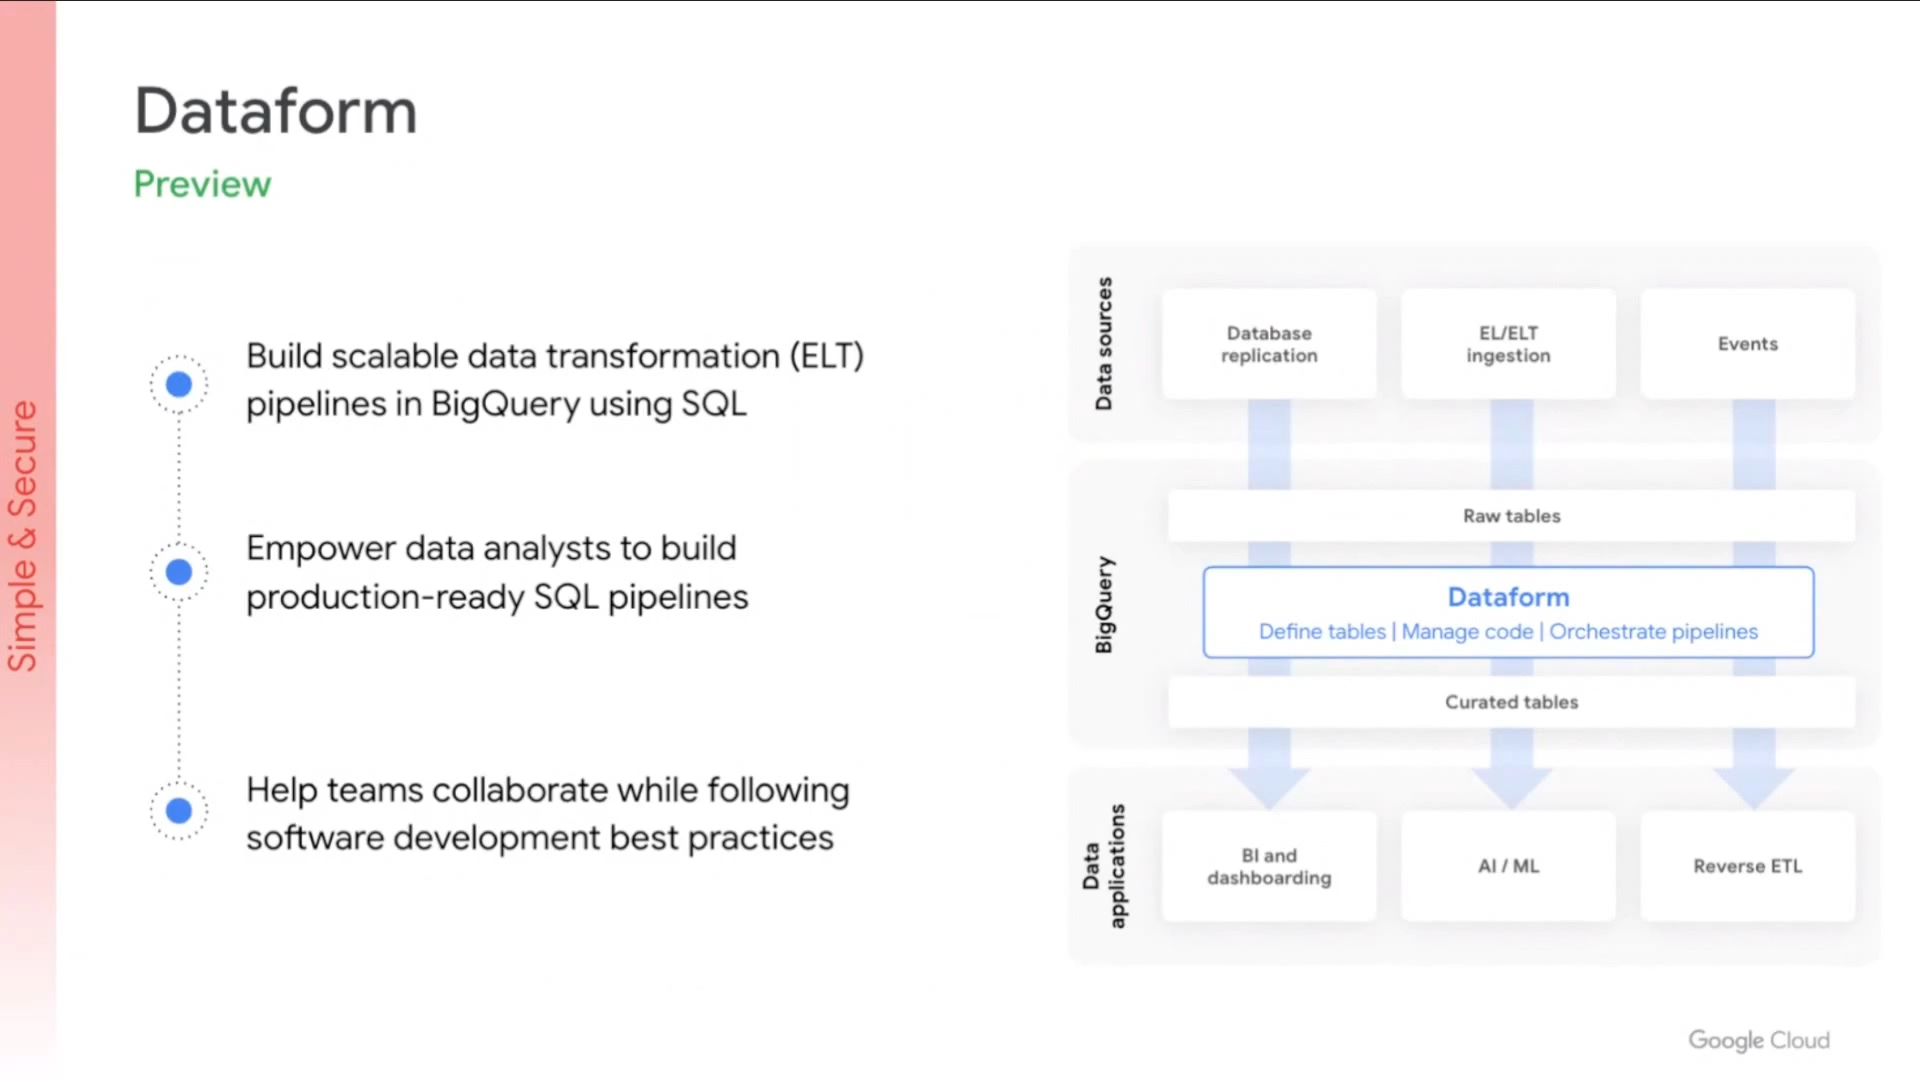 Simple & Secure
Dataform
Preview
Build scalable data transformation (ELT)
pipelines in BigQuery using SQL
Empower data analysts to build
production-ready SQL pipelines
Help teams collaborate while following
software development best practices
Data sources
Database
replication
EL/ELT
ingestion
Events
BigQuery
Raw tables
Dataform
Define tables | Manage code | Orchestrate pipelines
Curated tables
Data
applications
BI and
dashboarding
AI / ML
Reverse ETL
Google Cloud